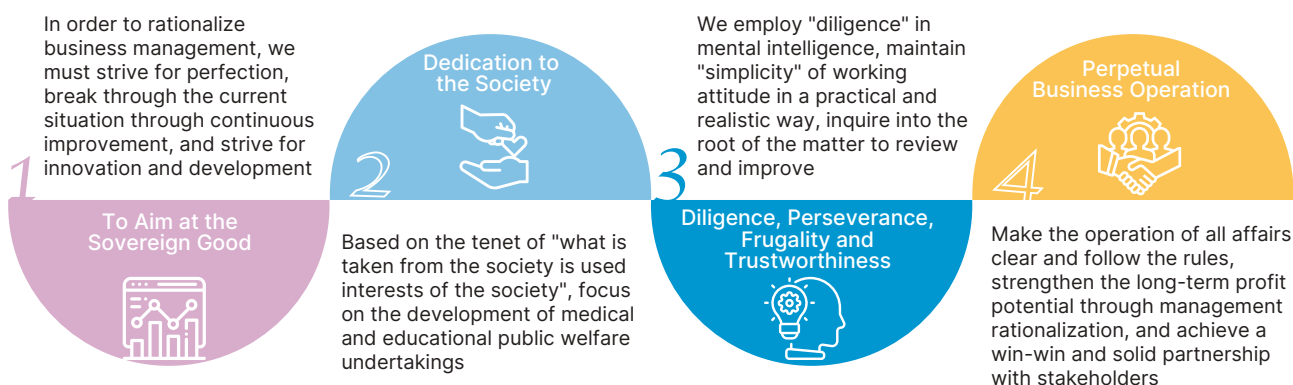 In order to rationalize
business management, we
must strive for perfection,
break through the current
situation through continuous
improvement, and strive for
innovation and development
1
To Aim at the
Sovereign Good
2
Dedication to
the Society
Based on the tenet of "what is
taken from the society is used
interests of the society", focus
on the development of medical
and educational public welfare
undertakings
We employ "diligence" in
mental intelligence, maintain
"simplicity" of working
attitude in a practical and
realistic way, inquire into the
root of the matter to review
and improve
3
Diligence, Perseverance,
Frugality and
Trustworthiness
4
Perpetual
Business Operation
Make the operation of all affairs
clear and follow the rules,
strengthen the long-term profit
potential through management
rationalization, and achieve a
win-win and solid partnership
with stakeholders